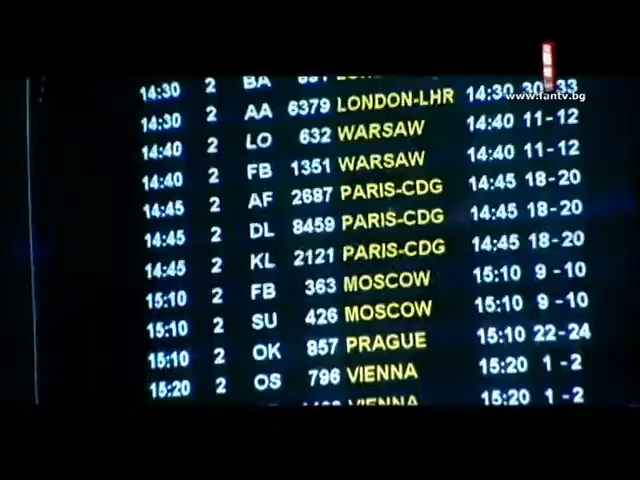 14:30 2 BA
14:30 2 AA 6379 LONDON-LHR 14:30 30-33
www.fantv.bg
14:40 2 LO 632 WARSAW 14:40 11-12
14:40 2 FB 1351 WARSAW 14:40 11-12
14:45 2 AF 2687 PARIS-CDG 14:45 18-20
14:45 2 DL 8459 PARIS-CDG 14:45 18-20
14:45 2 KL 2121 PARIS-CDG 14:45 18-20
15:10 2 FB 363 MOSCOW 15:10 9-10
15:10 2 SU 426 MOSCOW 15:10 9-10
15:10 2 OK 857 PRAGUE 15:10 22-24
15:20 2 OS 796 VIENNA 15:20 1-2
VIENNA 15:20 1-2